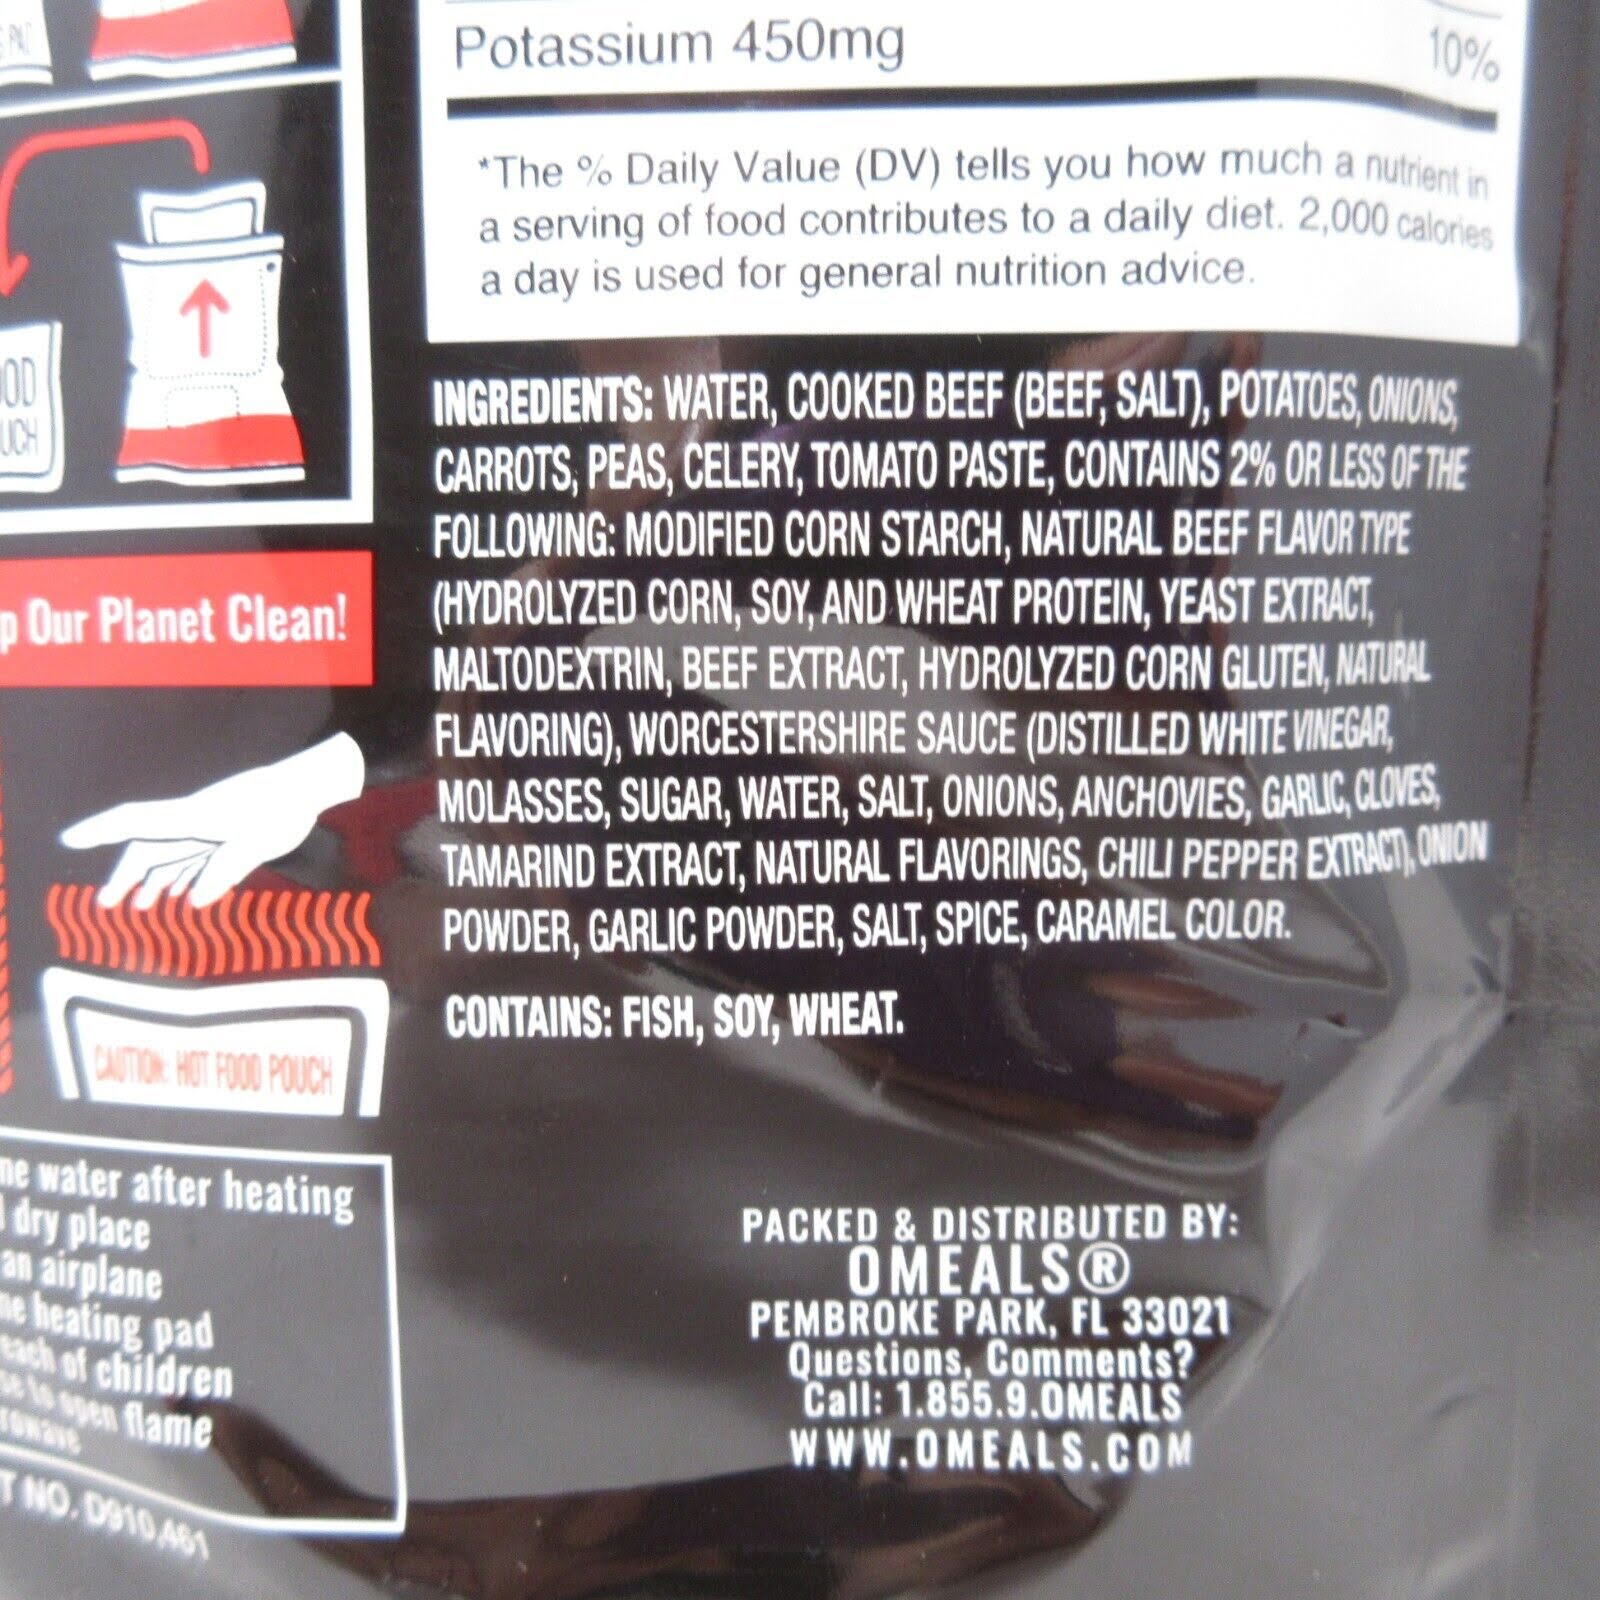 Potassium 450mg 10%
*The % Daily Value (DV) tells you how much a nutrient in
a serving of food contributes to a daily diet. 2,000 calories
a day is used for general nutrition advice.
INGREDIENTS: WATER, COOKED BEEF (BEEF, SALT), POTATOES, ONIONS,
CARROTS, PEAS, CELERY, TOMATO PASTE, CONTAINS 2% OR LESS OF THE
FOLLOWING: MODIFIED CORN STARCH, NATURAL BEEF FLAVOR TYPE
(HYDROLYZED CORN, SOY, AND WHEAT PROTEIN, YEAST EXTRACT,
MALTODEXTRIN, BEEF EXTRACT, HYDROLYZED CORN GLUTEN, NATURAL
FLAVORING), WORCESTERSHIRE SAUCE (DISTILLED WHITE VINEGAR,
MOLASSES, SUGAR, WATER, SALT, ONIONS, ANCHOVIES, GARLIC, CLOVES,
TAMARIND EXTRACT, NATURAL FLAVORINGS, CHILI PEPPER EXTRACT), ONION
POWDER, GARLIC POWDER, SALT, SPICE, CARAMEL COLOR.
CONTAINS: FISH, SOY, WHEAT.
PACKED & DISTRIBUTED BY:
OMEALS®
PEMBROKE PARK, FL 33021
Questions, Comments?
Call: 1.855.9.OMEALS
WWW.OMEALS.COM
Our Planet Clean!
CAUTION: HOT FOOD POUCH
water after heating
dry place
an airplane
heating pad
of children
to open flame
NO. D910,461